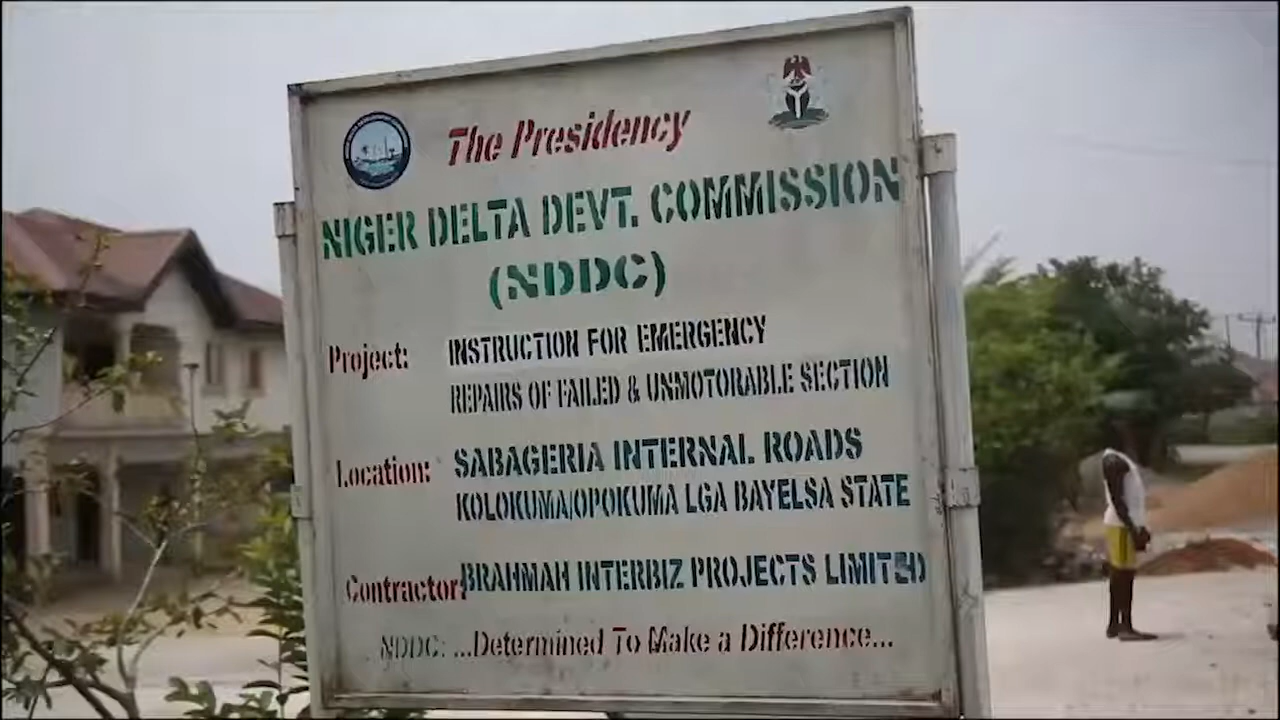 The Presidency
NIGER DELTA DEVT. COMMISSION
(NDDC)
Project: INSTRUCTION FOR EMERGENCY
REPAIRS OF FAILED & UNMOTORABLE SECTION
Location: SABAGERIA INTERNAL ROADS
KOLOKUMA/OPOKUMA LGA BAYELSA STATE
Contractor: BRAHMAH INTERBIZ PROJECTS LIMITED
NDDC: ...Determined To Make a Difference...